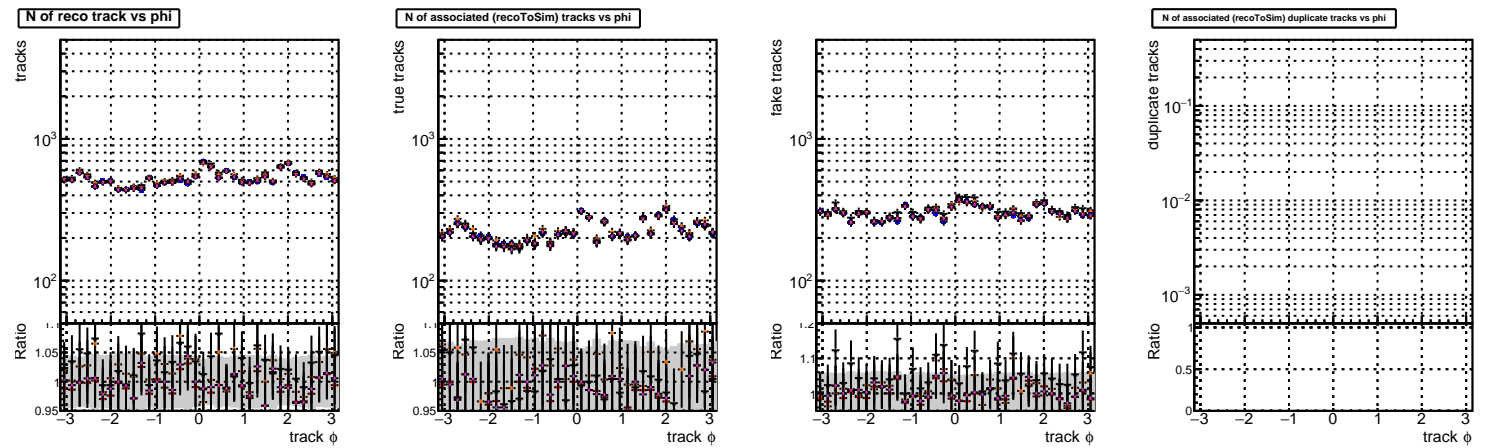 N of reco track vs phi
tracks
10³
10²
Ratio
1.1
1.05
1
0.95
−3 −2 −1 0 1 2 3
track ϕ
N of associated (recoToSim) tracks vs phi
true tracks
10³
10²
Ratio
1.1
1.05
1
0.95
−3 −2 −1 0 1 2 3
track ϕ
fake tracks
10³
10²
Ratio
1.2
1.1
1
−3 −2 −1 0 1 2 3
track ϕ
N of associated (recoToSim) duplicate tracks vs phi
duplicate tracks
10⁻¹
10⁻²
10⁻³
Ratio
1
0.5
0
−3 −2 −1 0 1 2 3
track ϕ